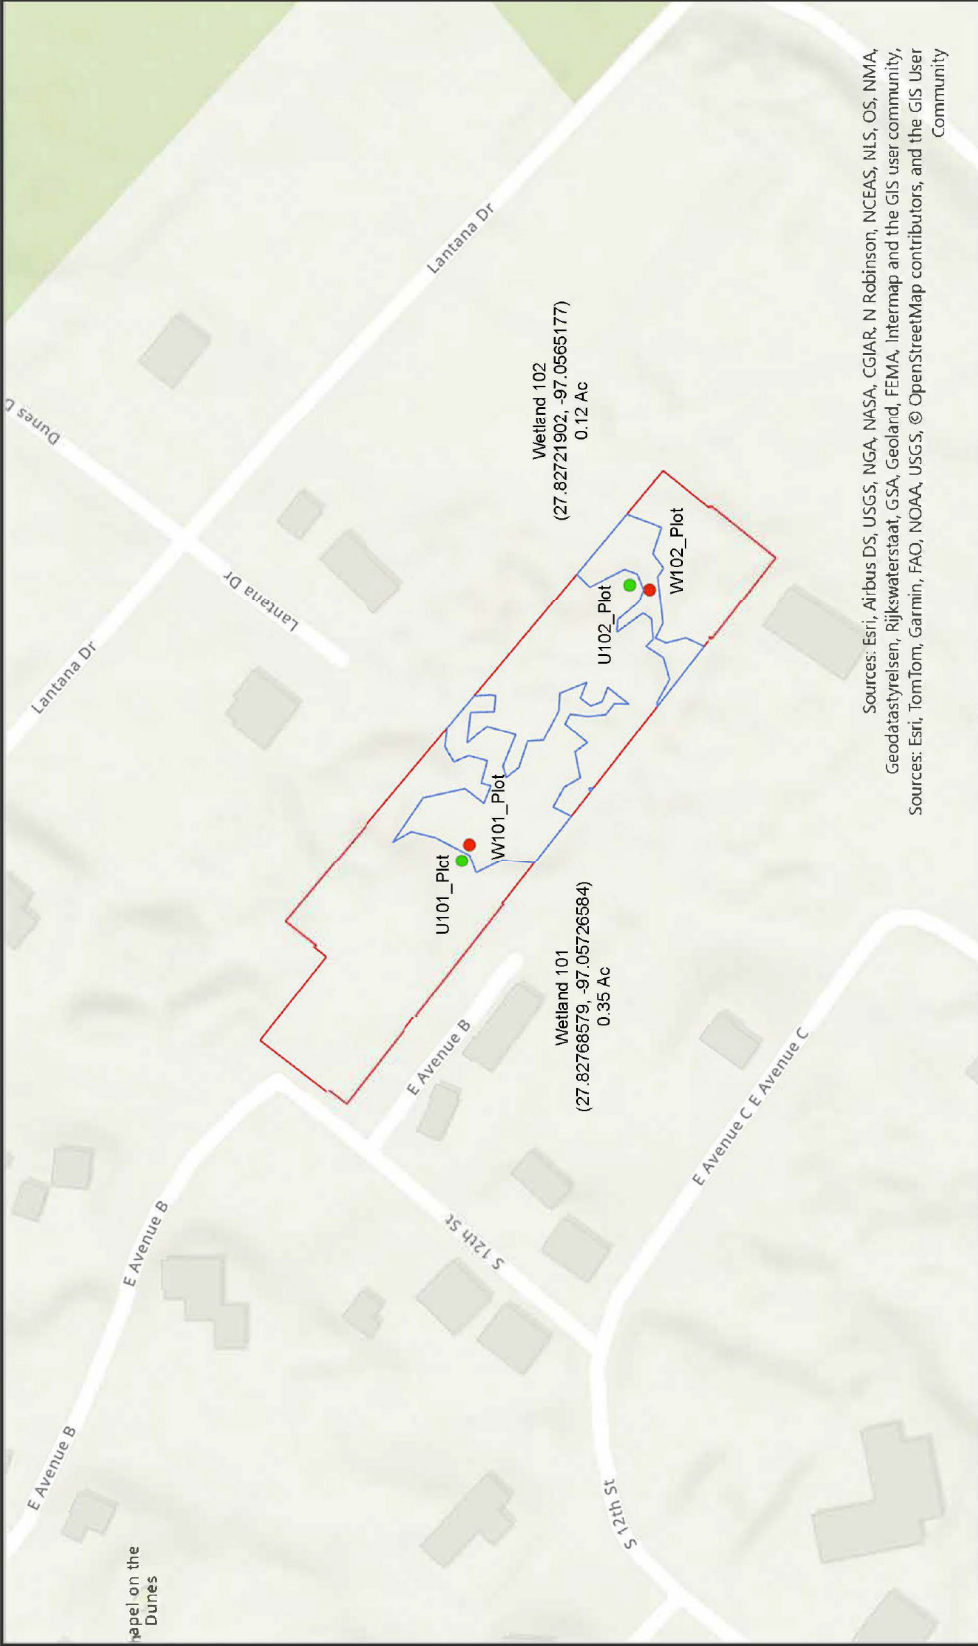 Dunes D
Lantana Dr
Lantana Dr
Lantana Dr
Wetland 102
(27.82721902, -97.0565177)
0.12 Ac
U102_Plot
W102_Plot
U101_Plct
W101_Plot
Wetland 101
(27.82768579, -97.05726584)
0.35 Ac
E Avenue B
E Avenue B
E Avenue B
S 12th St
S 12th St
E Avenue C E Avenue C
hapel on the
Dunes
Sources: Esri, Airbus DS, USGS, NGA, NASA, CGIAR, N Robinson, NCEAS, NLS, OS, NMA,
Geodatastyrelsen, Rijkswaterstaat, GSA, Geoland, FEMA, Intermap and the GIS user community,
Sources: Esri, TomTom, Garmin, FAO, NOAA, USGS, © OpenStreetMap contributors, and the GIS User
Community